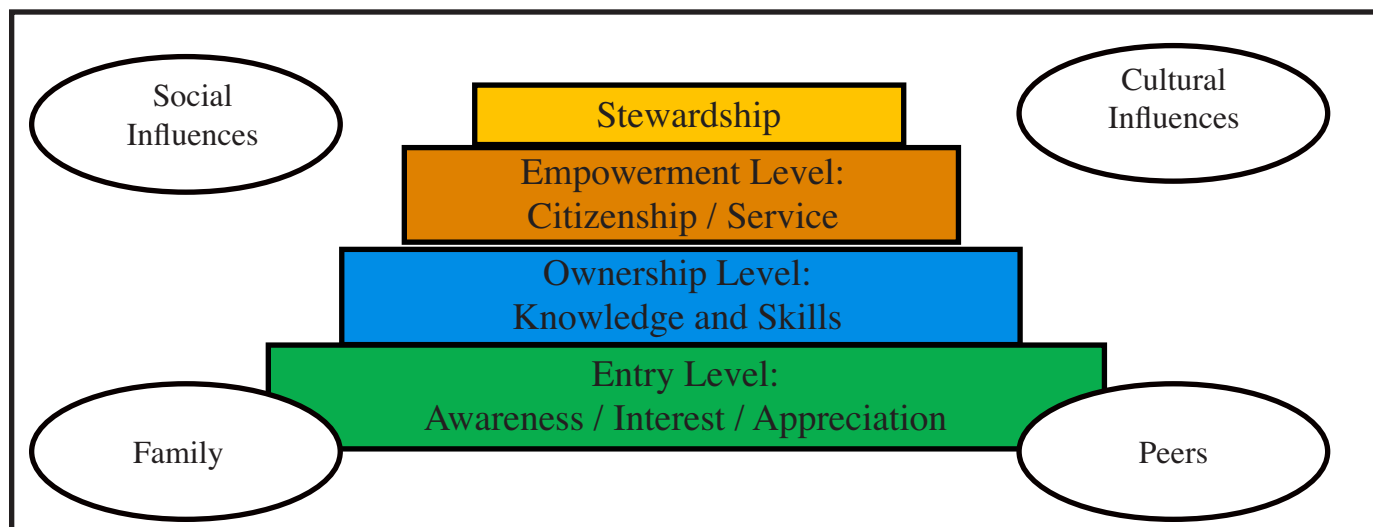 Social
Influences
Cultural
Influences
Stewardship
Empowerment Level:
Citizenship / Service
Ownership Level:
Knowledge and Skills
Entry Level:
Awareness / Interest / Appreciation
Family
Peers